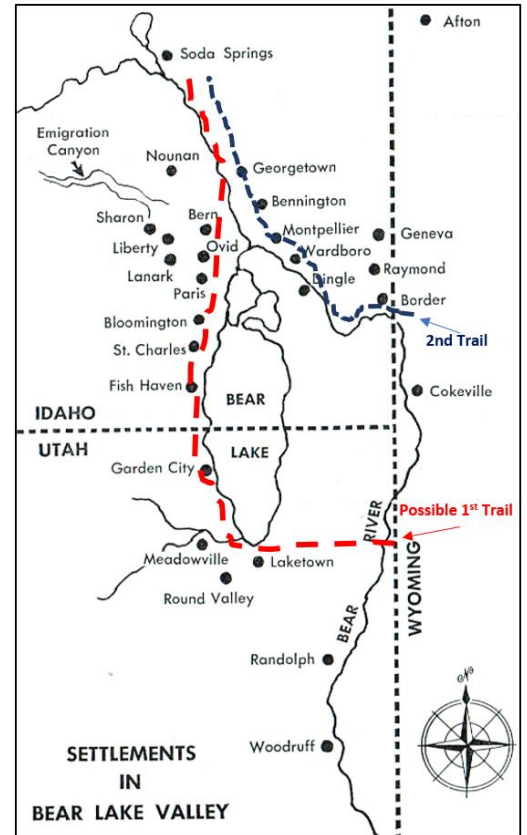 Afton
Soda Springs
Emigration
Canyon
Nounan
Georgetown
Bennington
Sharon
Bern
Montpellier
Geneva
Liberty
Ovid
Wardboro
Lanark
Dingle
Raymond
Paris
Border
Bloomington
2nd Trail
St. Charles
Fish Haven
BEAR
Cokeville
IDAHO
UTAH
LAKE
Garden City
RIVER
Possible 1st Trail
Meadowville
Laketown
WYOMING
Round Valley
BEAR
Randolph
N
Woodruff
SETTLEMENTS
IN
BEAR LAKE VALLEY